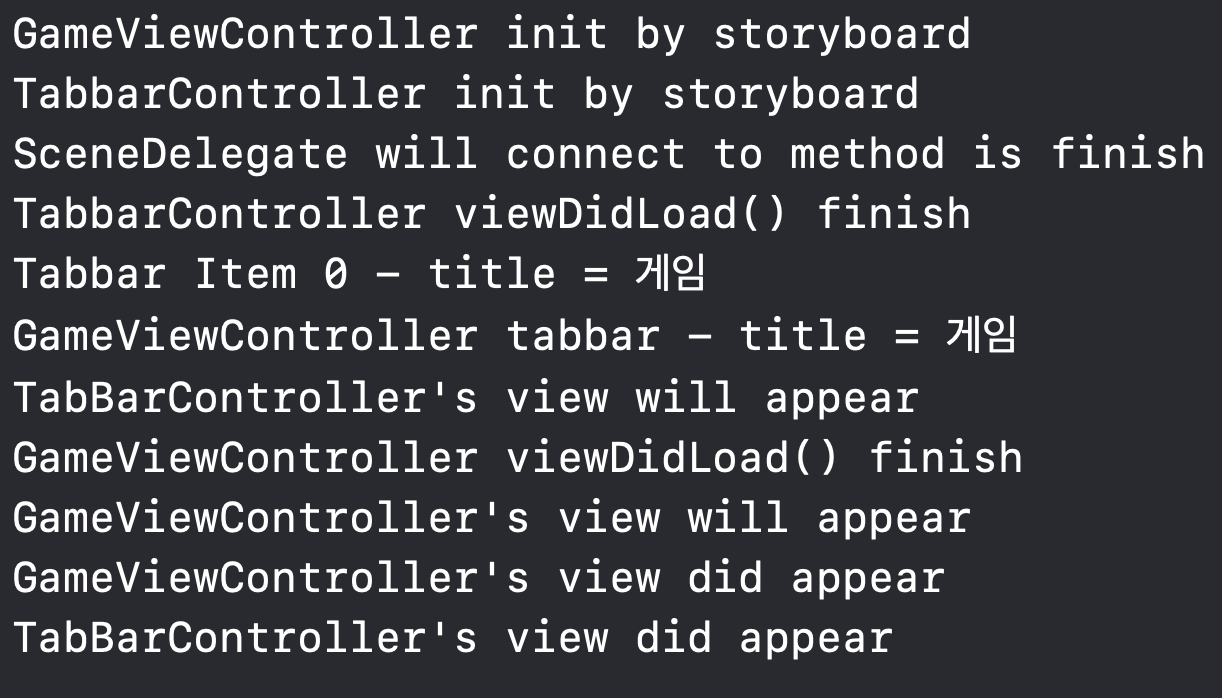 GameViewController init by storyboard
TabbarController init by storyboard
SceneDelegate will connect to method is finish
TabbarController viewDidLoad() finish
Tabbar Item 0 – title = 게임
GameViewController tabbar – title = 게임
TabBarController's view will appear
GameViewController viewDidLoad() finish
GameViewController's view will appear
GameViewController's view did appear
TabBarController's view did appear